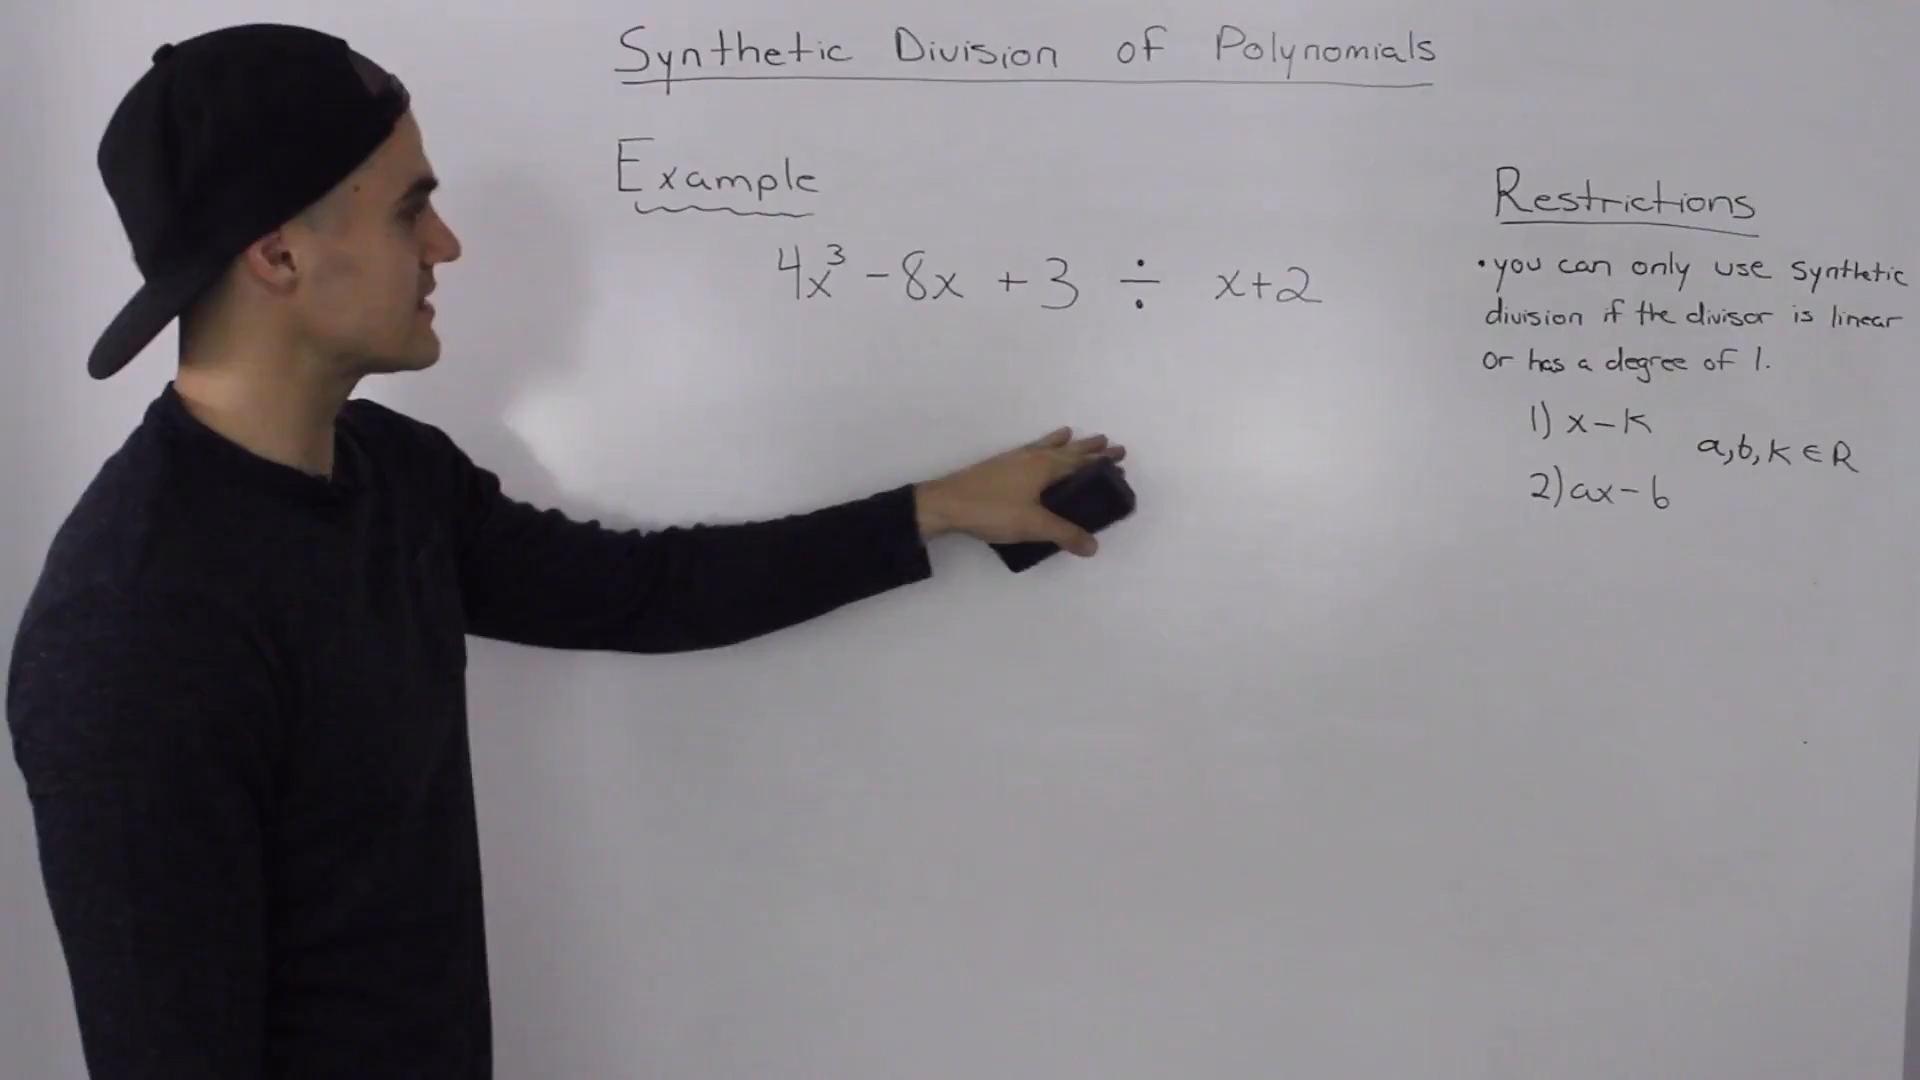 Synthetic Division of Polynomials
Example
4x³ - 8x + 3 ÷ x+2
Restrictions
• you can only use synthetic
division if the divisor is linear
or has a degree of 1.
1) x - k
a, b, k ∈ R
2) ax - b